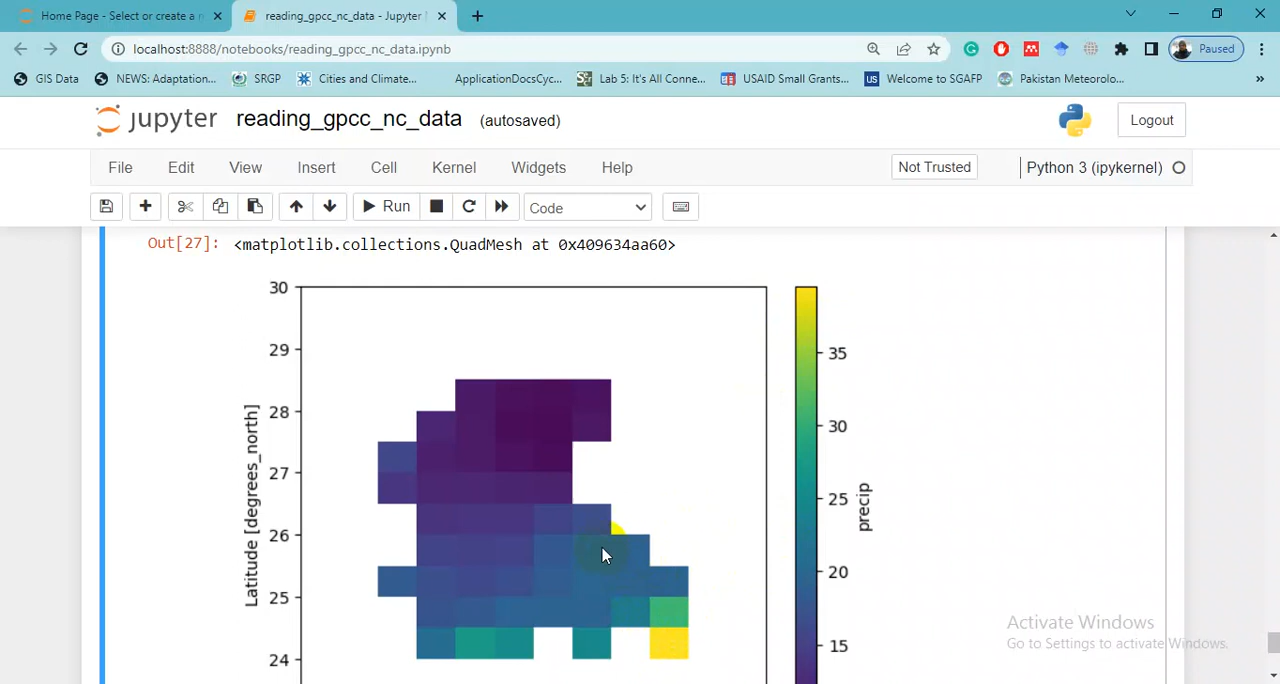 Home Page - Select or create a n
reading_gpcc_nc_data - Jupyter N
localhost:8888/notebooks/reading_gpcc_nc_data.ipynb
Paused
GIS Data
NEWS: Adaptation...
SRGP
Cities and Climate...
ApplicationDocsCyc...
Lab 5: It's All Conne...
USAID Small Grants...
US
Welcome to SGAFP
Pakistan Meteorolo...
»
jupyter
reading_gpcc_nc_data
(autosaved)
Logout
File
Edit
View
Insert
Cell
Kernel
Widgets
Help
Not Trusted
Python 3 (ipykernel)
Run
Code
Out[27]: <matplotlib.collections.QuadMesh at 0x409634aa60>
30
29
28
27
26
25
24
Latitude [degrees_north]
35
30
25
20
15
precip
Activate Windows
Go to Settings to activate Windows.